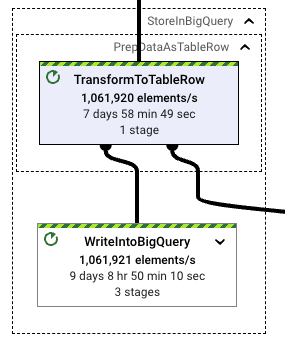 StoreInBigQuery
PrepDataAsTableRow
TransformToTableRow
1,061,920 elements/s
7 days 58 min 49 sec
1 stage
WriteIntoBigQuery
1,061,921 elements/s
9 days 8 hr 50 min 10 sec
3 stages